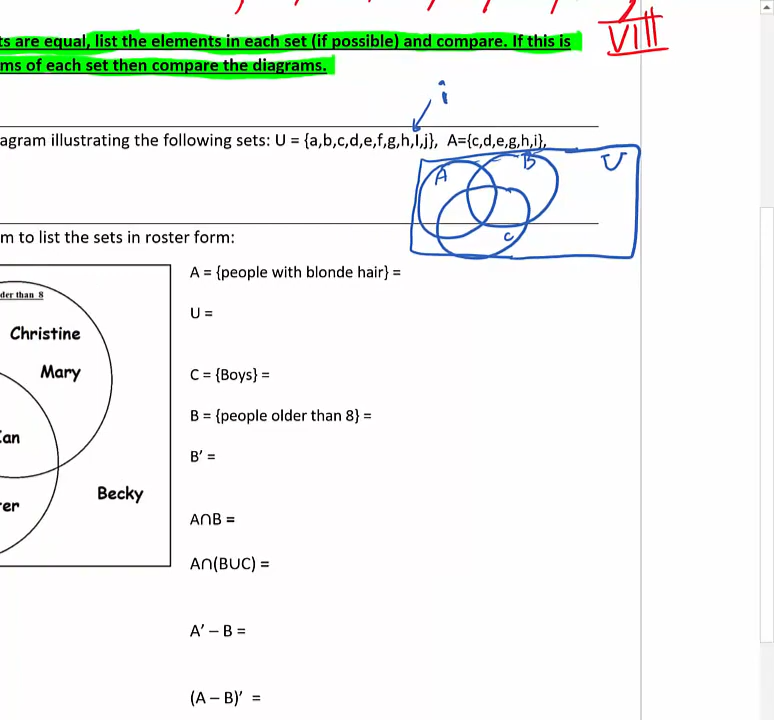 VIII
ts are equal, list the elements in each set (if possible) and compare. If this is
ms of each set then compare the diagrams.
i
agram illustrating the following sets: U = {a,b,c,d,e,f,g,h,I,j}, A={c,d,e,g,h,i},
A B U
C
m to list the sets in roster form:
A = {people with blonde hair} =
der than 8
U =
Christine
Mary
C = {Boys} =
B = {people older than 8} =
an
B′ =
Becky
er
A∩B =
A∩(B∪C) =
A′ – B =
(A – B)′ =